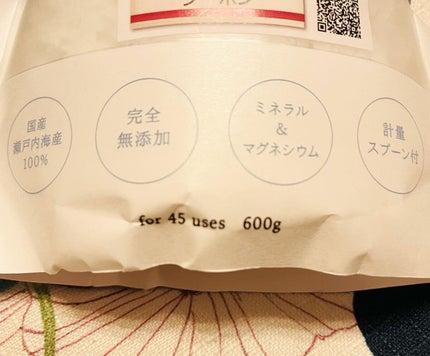 国産
瀬戸内海産
100%
完全
無添加
ミネラル
&
マグネシウム
計量
スプーン付
for 45 uses 600g